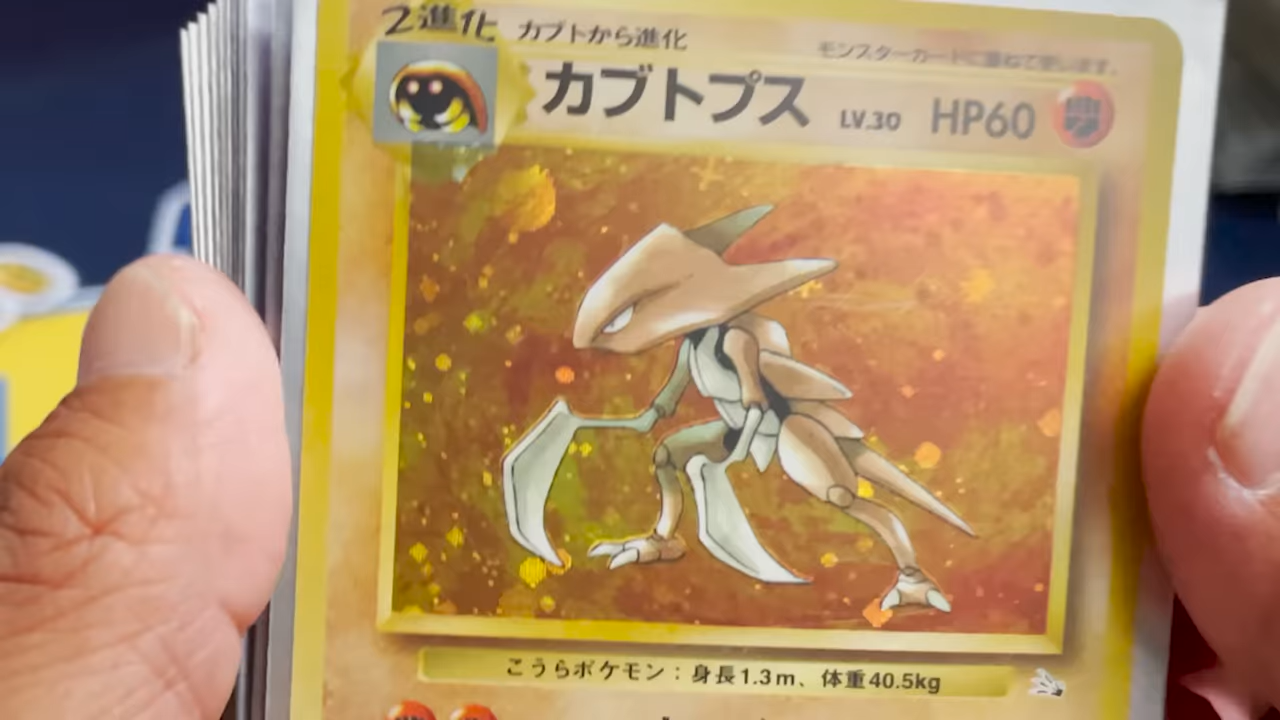 2進化 カブトから進化
モンスターカードに重ねて使います。
カブトプス LV.30 HP60
こうらポケモン:身長1.3m、体重40.5kg